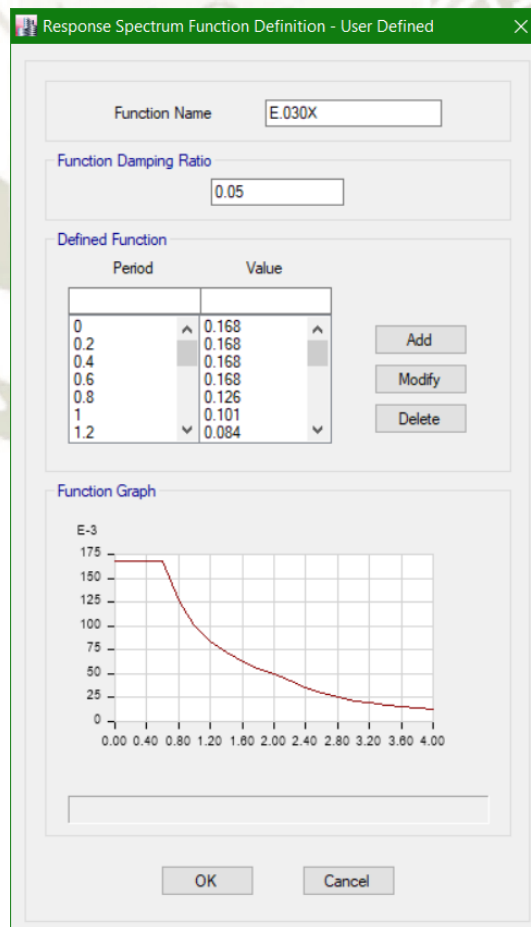 Response Spectrum Function Definition - User Defined
Function Name E.030X
Function Damping Ratio
0.05
Defined Function
Period Value
0 0.168
0.2 0.168
0.4 0.168
0.6 0.168
0.8 0.126
1 0.101
1.2 0.084
Add
Modify
Delete
Function Graph
E-3
175
150
125
100
75
50
25
0
0.00 0.40 0.80 1.20 1.60 2.00 2.40 2.80 3.20 3.60 4.00
OK Cancel